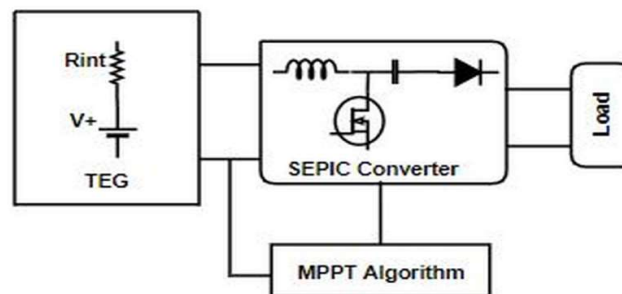 Rint
V+
TEG
SEPIC Converter
Load
MPPT Algorithm